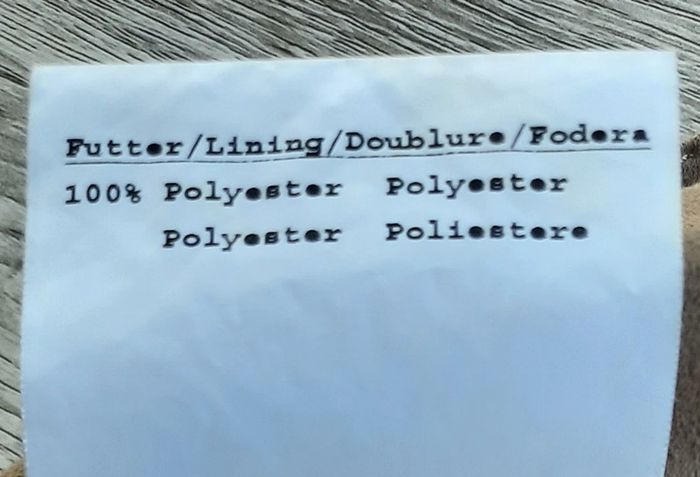 Futter/Lining/Doublure/Fodera
100% Polyester Polyester
Polyester Poliestere